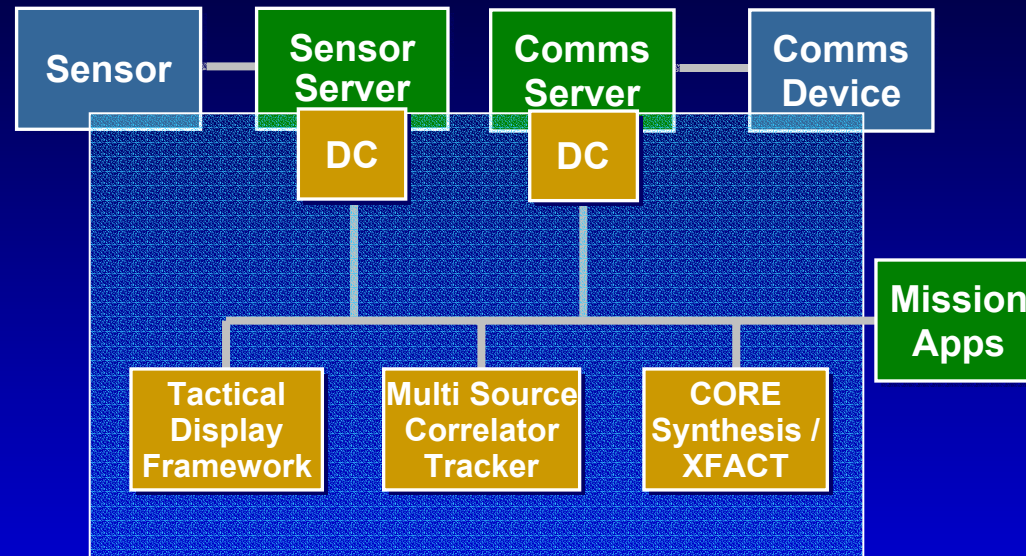 Sensor
Sensor
Server
Comms
Server
Comms
Device
DC
DC
Mission
Apps
Tactical
Display
Framework
Multi Source
Correlator
Tracker
CORE
Synthesis /
XFACT